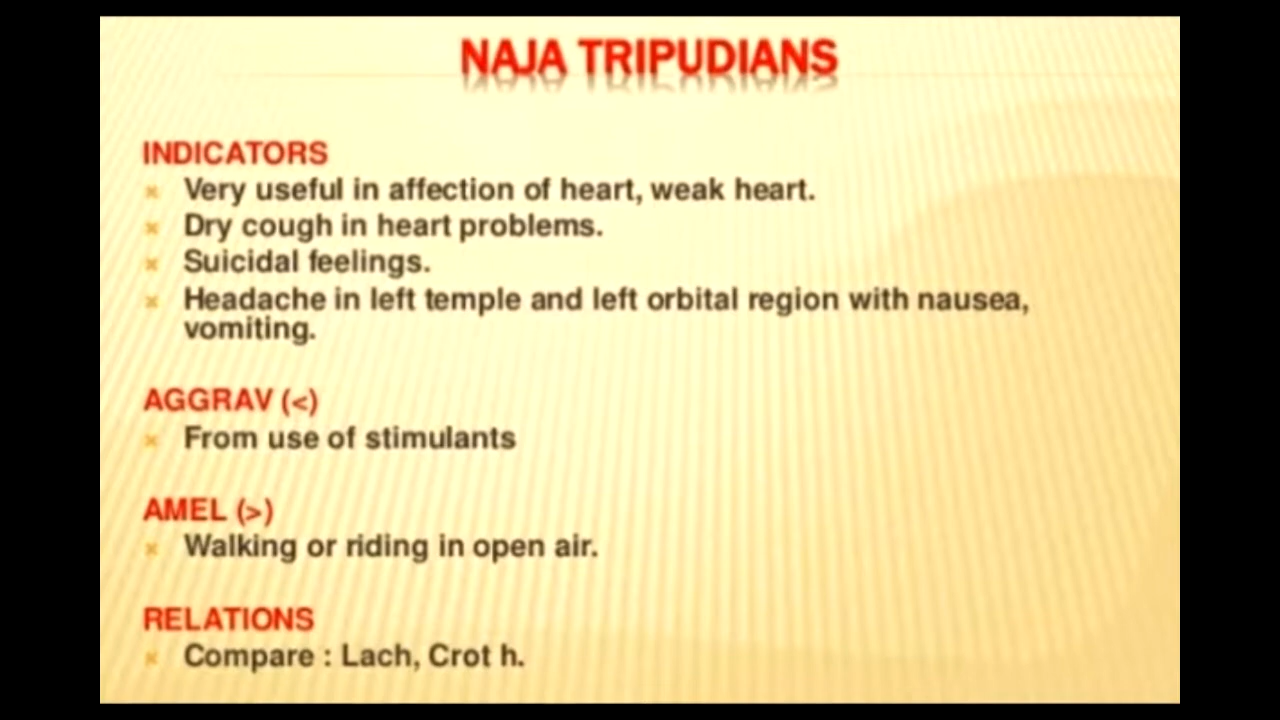 NAJA TRIPUDIANS
INDICATORS
Very useful in affection of heart, weak heart.
Dry cough in heart problems.
Suicidal feelings.
Headache in left temple and left orbital region with nausea,
vomiting.
AGGRAV (<)
From use of stimulants
AMEL (>)
Walking or riding in open air.
RELATIONS
Compare : Lach, Crot h.